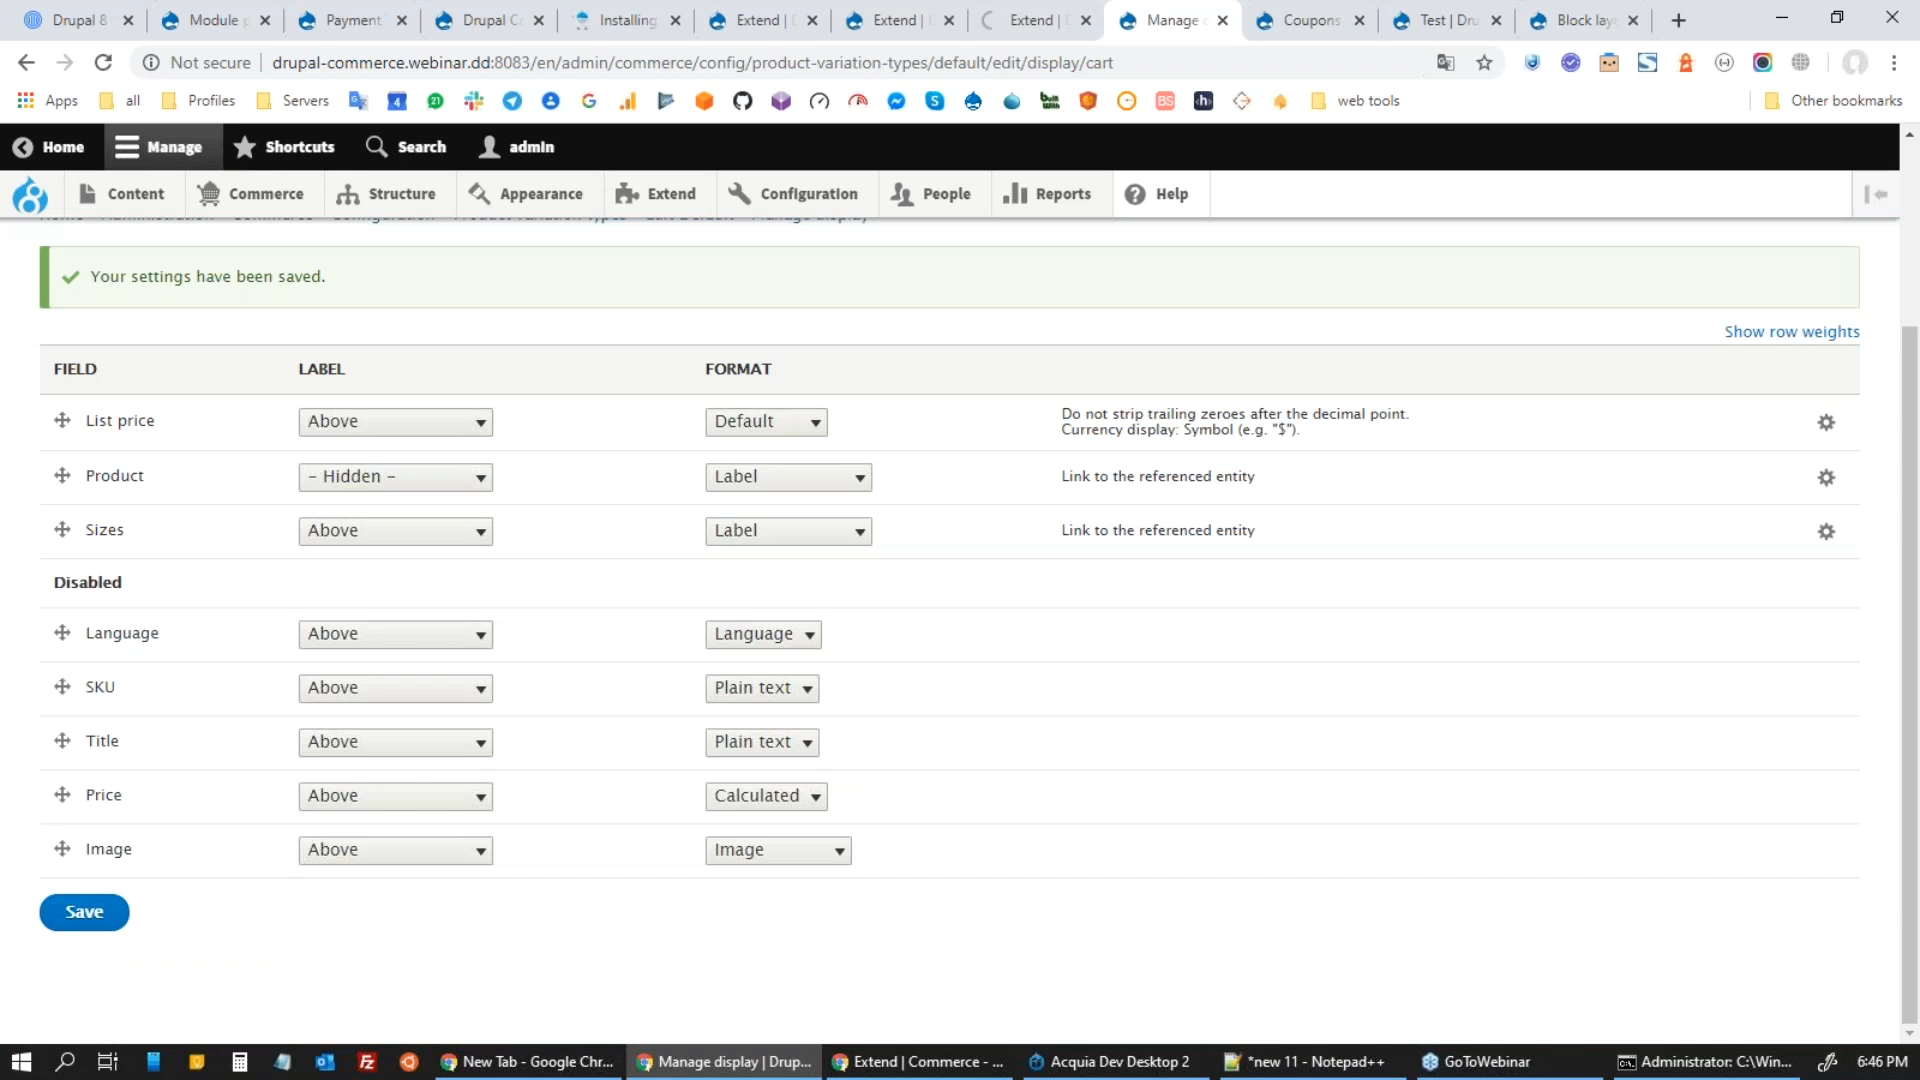 Drupal 8
Module p
Payment
Drupal C
Installing
Extend | D
Extend | D
Extend | D
Manage
Coupons
Test | Dru
Block lay
Not secure drupal-commerce.webinar.dd:8083/en/admin/commerce/config/product-variation-types/default/edit/display/cart
Apps all Profiles Servers web tools Other bookmarks
Home Manage Shortcuts Search admin
Content Commerce Structure Appearance Extend Configuration People Reports Help
Your settings have been saved.
Show row weights
FIELD LABEL FORMAT
List price Above Default Do not strip trailing zeroes after the decimal point.
Currency display: Symbol (e.g. "$").
Product - Hidden - Label Link to the referenced entity
Sizes Above Label Link to the referenced entity
Disabled
Language Above Language
SKU Above Plain text
Title Above Plain text
Price Above Calculated
Image Above Image
Save
New Tab - Google Chr... Manage display | Drup... Extend | Commerce - ... Acquia Dev Desktop 2 *new 11 - Notepad++ GoToWebinar Administrator: C:\Win... 6:46 PM